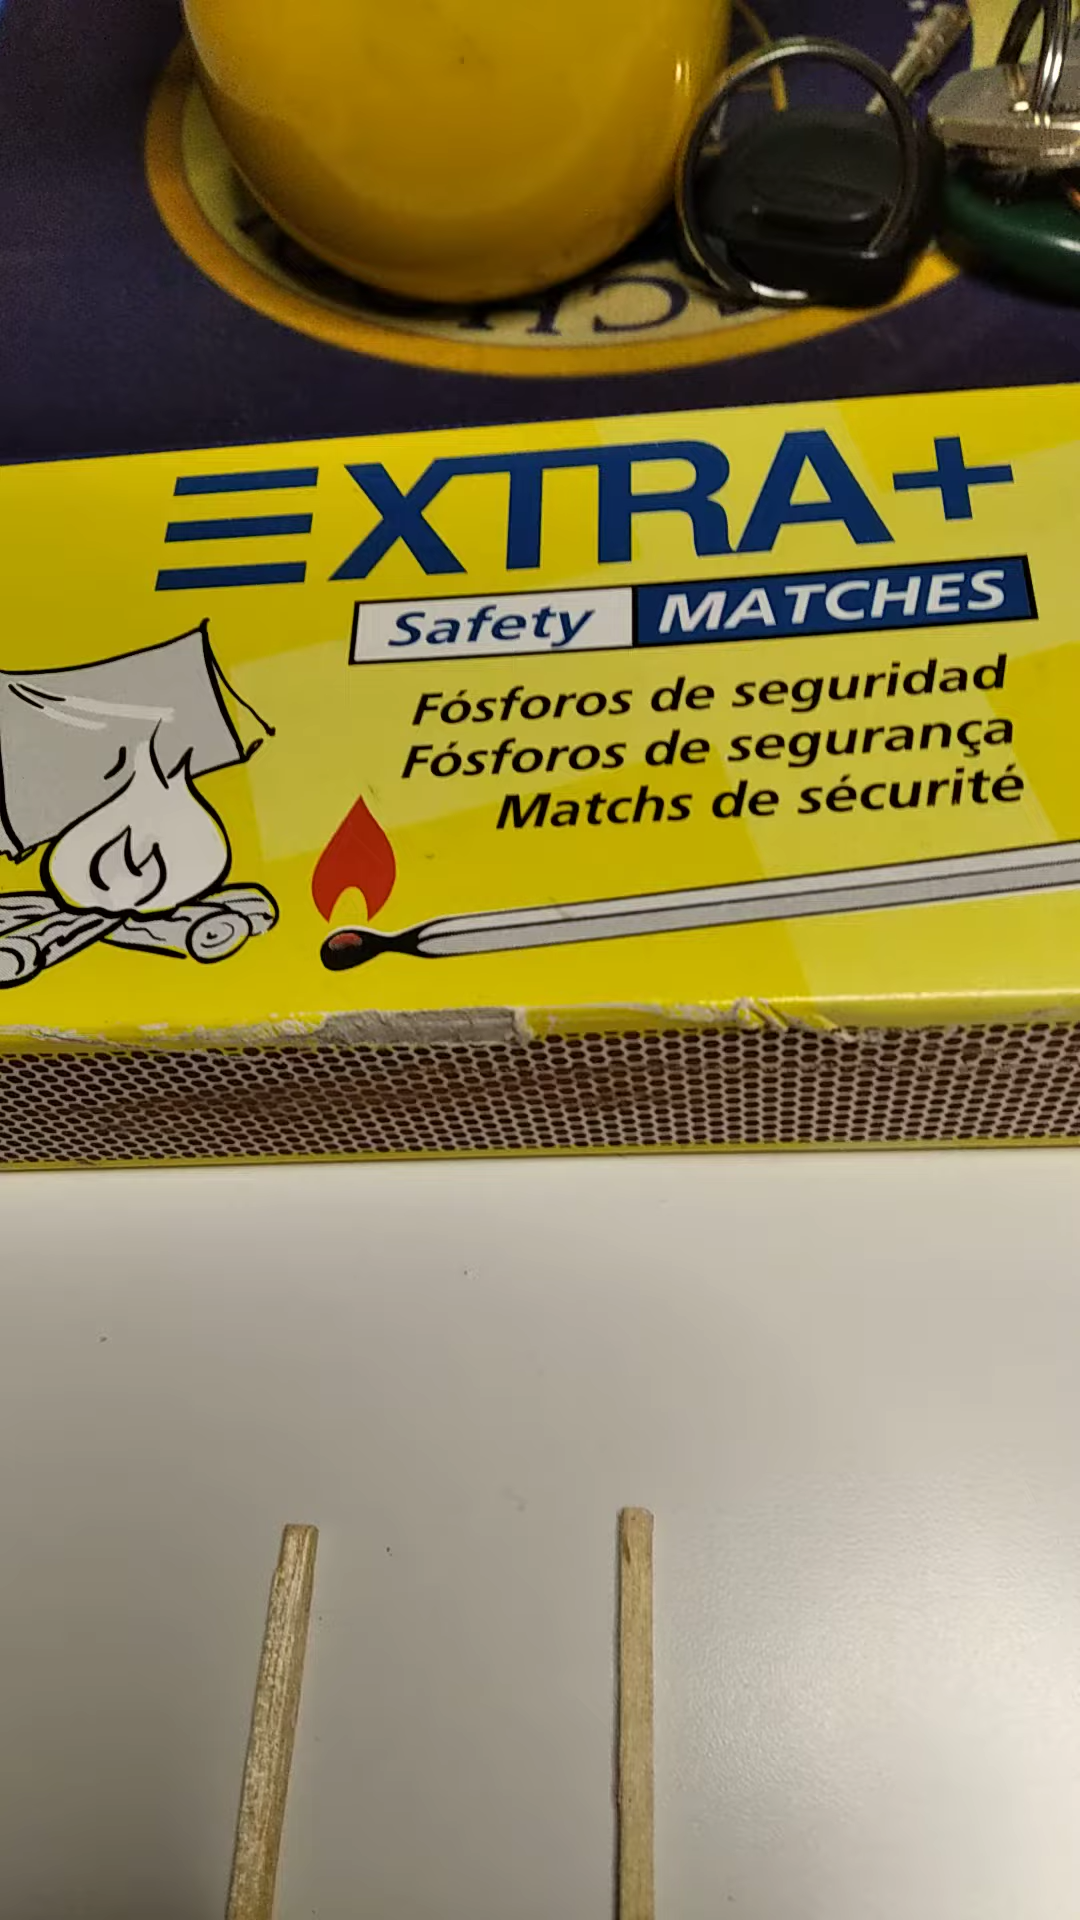 EXTRA+
Safety MATCHES
Fósforos de seguridad
Fósforos de segurança
Matchs de sécurité